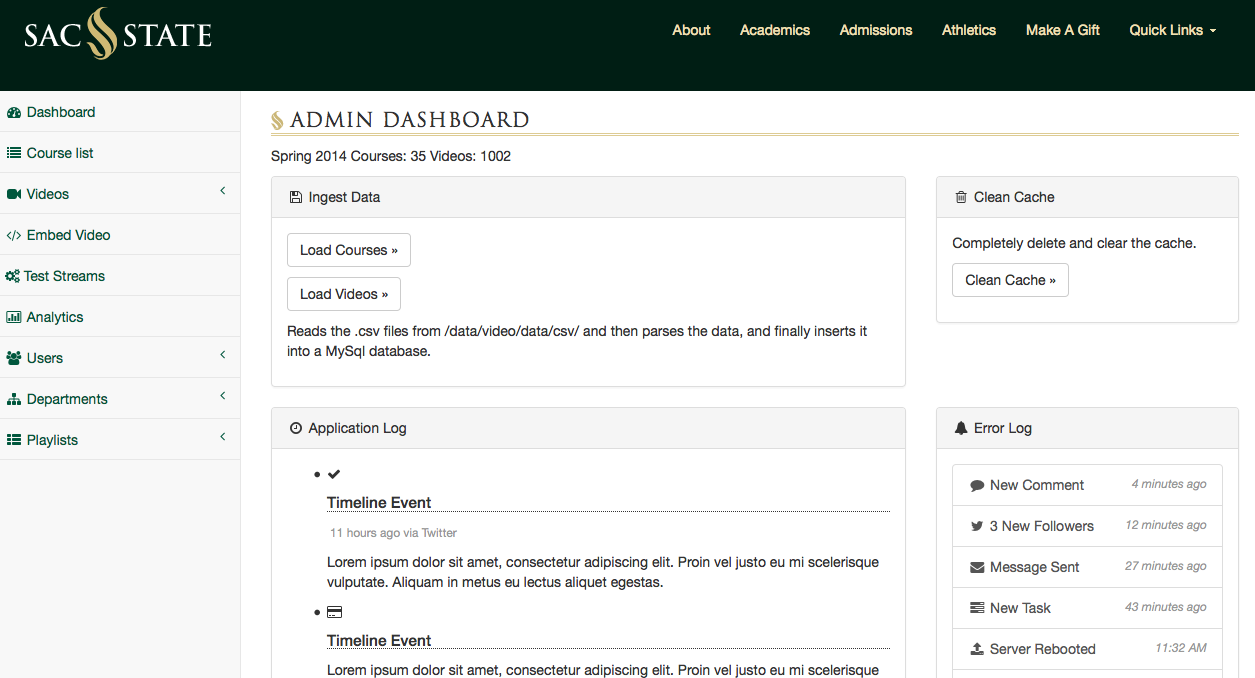 SAC STATE
About Academics Admissions Athletics Make A Gift Quick Links
Dashboard
Course list
Videos
Embed Video
Test Streams
Analytics
Users
Departments
Playlists
ADMIN DASHBOARD
Spring 2014 Courses: 35 Videos: 1002
Ingest Data
Load Courses »
Load Videos »
Reads the .csv files from /data/video/data/csv/ and then parses the data, and finally inserts it
into a MySql database.
Clean Cache
Completely delete and clear the cache.
Clean Cache »
Application Log
Timeline Event
11 hours ago via Twitter
Lorem ipsum dolor sit amet, consectetur adipiscing elit. Proin vel justo eu mi scelerisque
vulputate. Aliquam in metus eu lectus aliquet egestas.
Timeline Event
Lorem ipsum dolor sit amet, consectetur adipiscing elit. Proin vel justo eu mi scelerisque
Error Log
New Comment 4 minutes ago
3 New Followers 12 minutes ago
Message Sent 27 minutes ago
New Task 43 minutes ago
Server Rebooted 11:32 AM